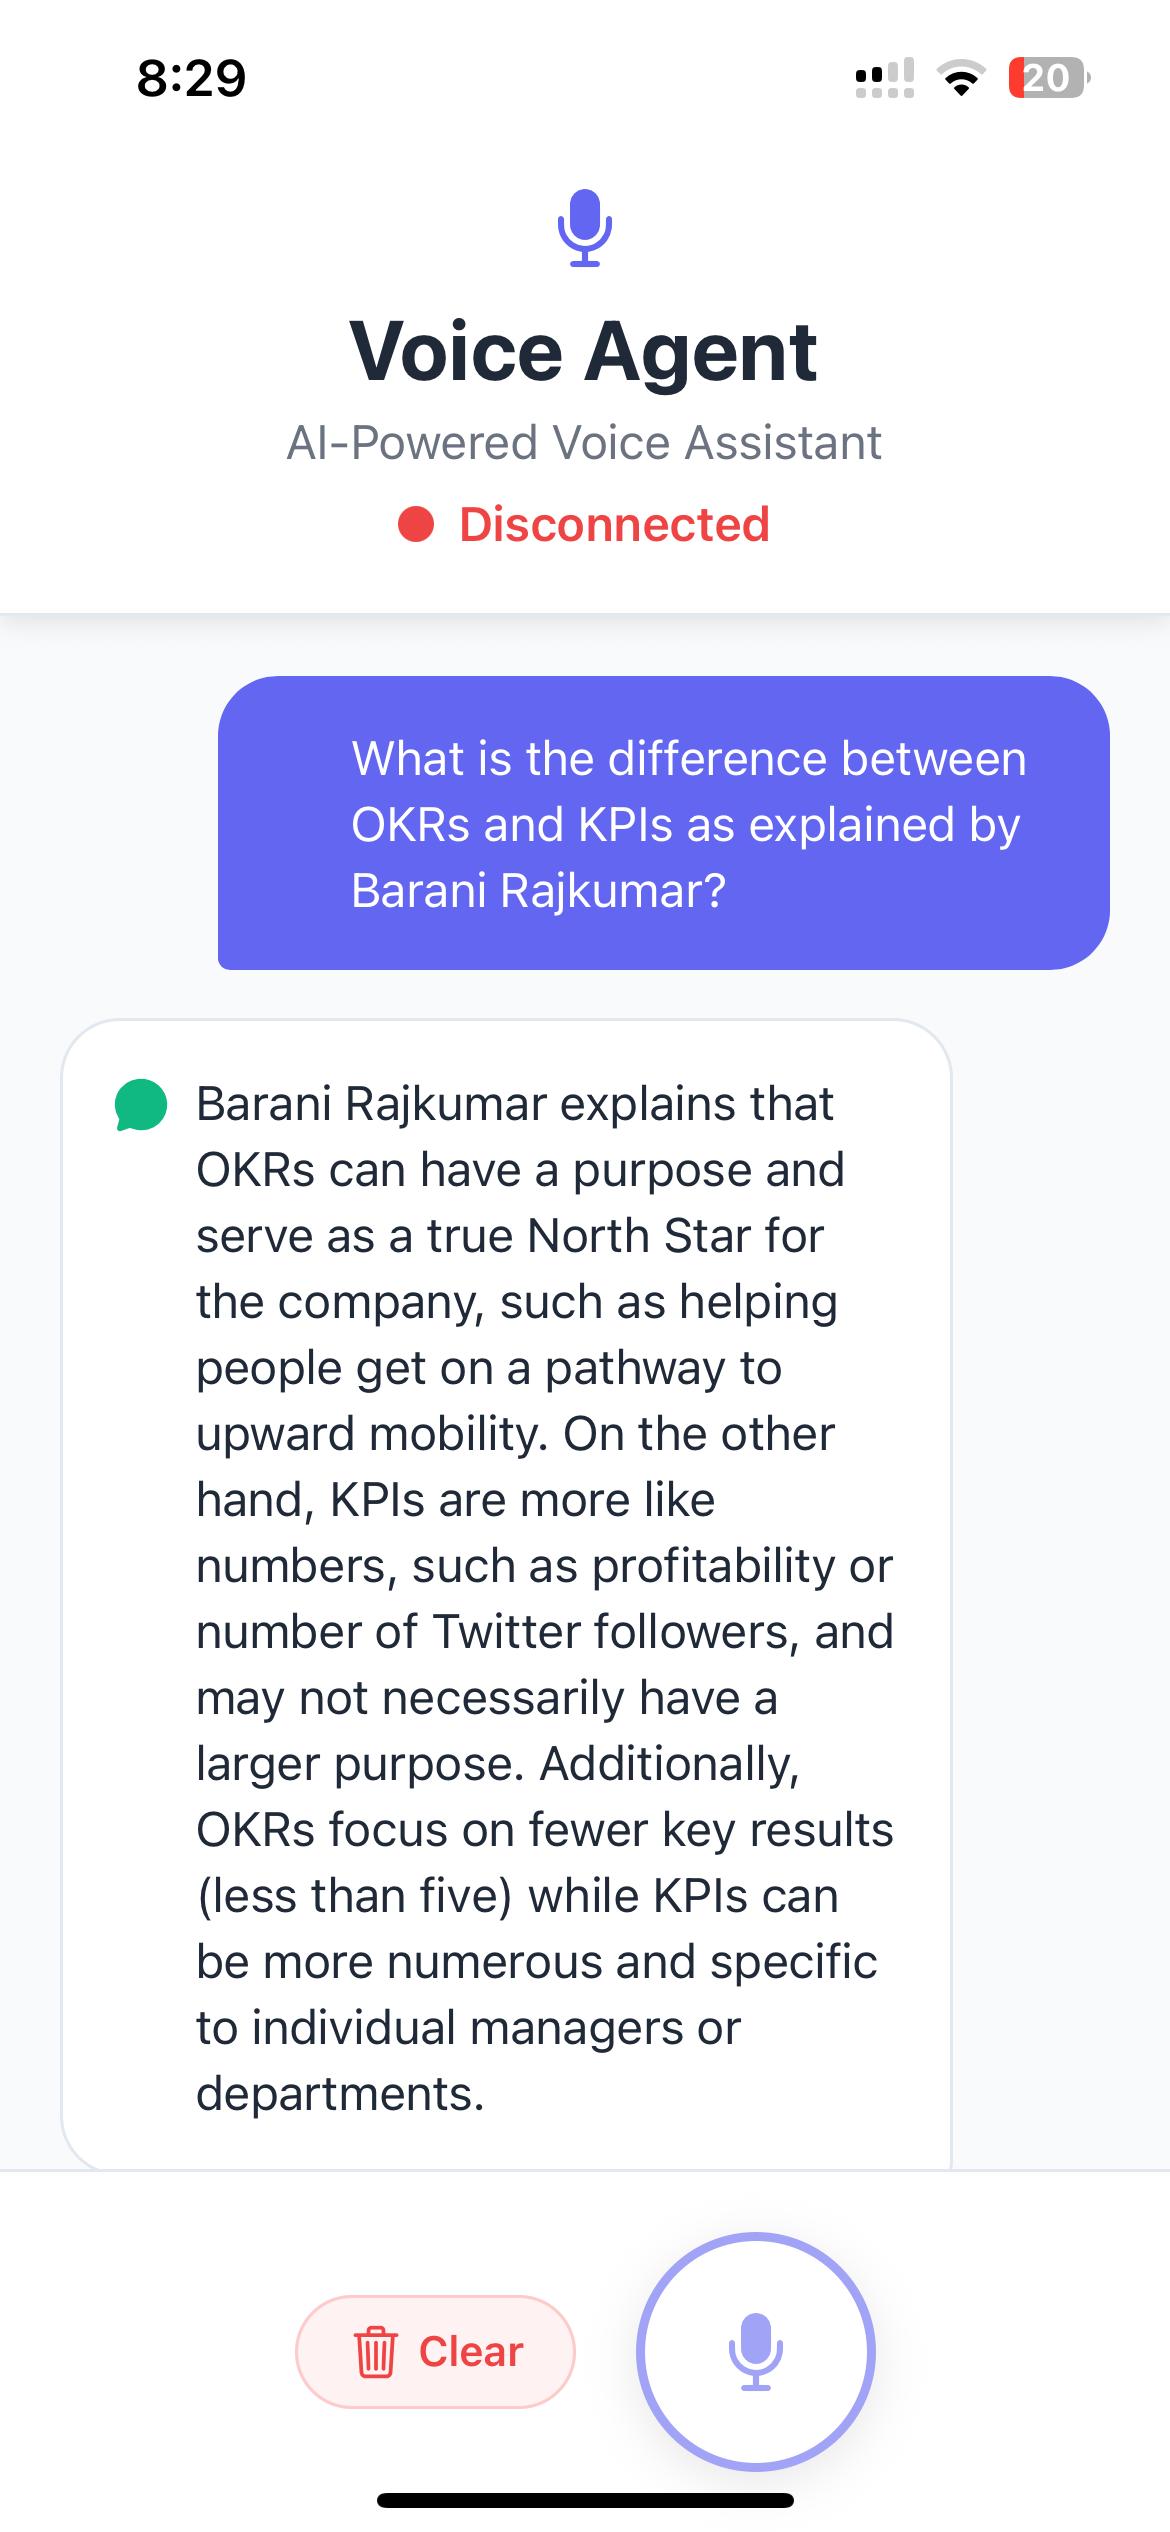 8:29
20
Voice Agent
AI-Powered Voice Assistant
Disconnected
What is the difference between
OKRs and KPIs as explained by
Barani Rajkumar?
Barani Rajkumar explains that
OKRs can have a purpose and
serve as a true North Star for
the company, such as helping
people get on a pathway to
upward mobility. On the other
hand, KPIs are more like
numbers, such as profitability or
number of Twitter followers, and
may not necessarily have a
larger purpose. Additionally,
OKRs focus on fewer key results
(less than five) while KPIs can
be more numerous and specific
to individual managers or
departments.
Clear